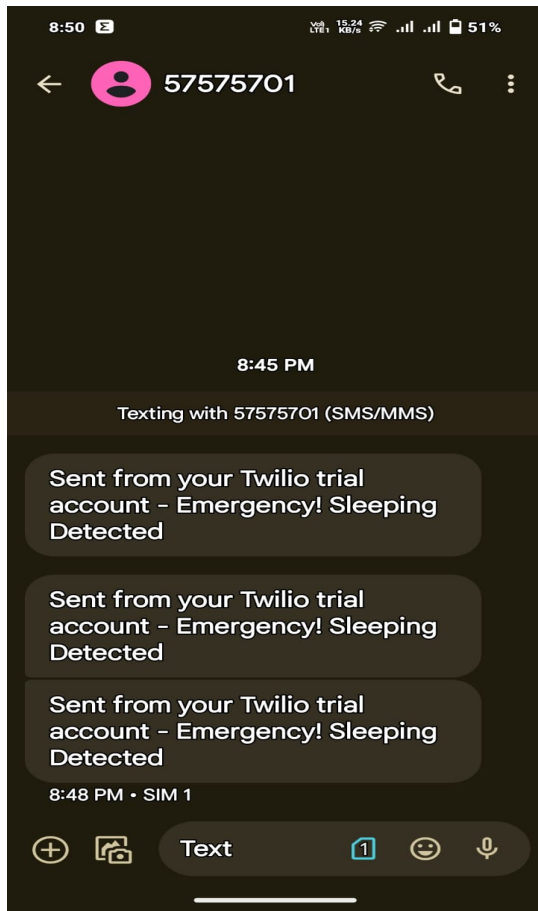 8:50 Σ VoD LTE1 15.24 KB/s 51%
57575701
8:45 PM
Texting with 57575701 (SMS/MMS)
Sent from your Twilio trial
account - Emergency! Sleeping
Detected
Sent from your Twilio trial
account - Emergency! Sleeping
Detected
Sent from your Twilio trial
account - Emergency! Sleeping
Detected
8:48 PM • SIM 1
Text 1